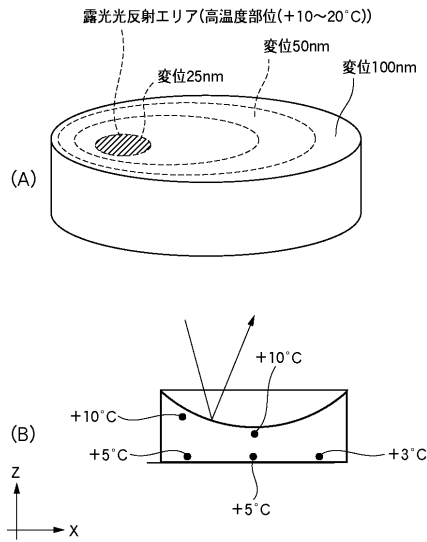 露光光反射エリア(高温度部位(+10～20℃))
変位50nm
変位25nm
変位100nm
(A)
+10℃
+10℃
(B)
+5℃
+3℃
+5℃
Z
X